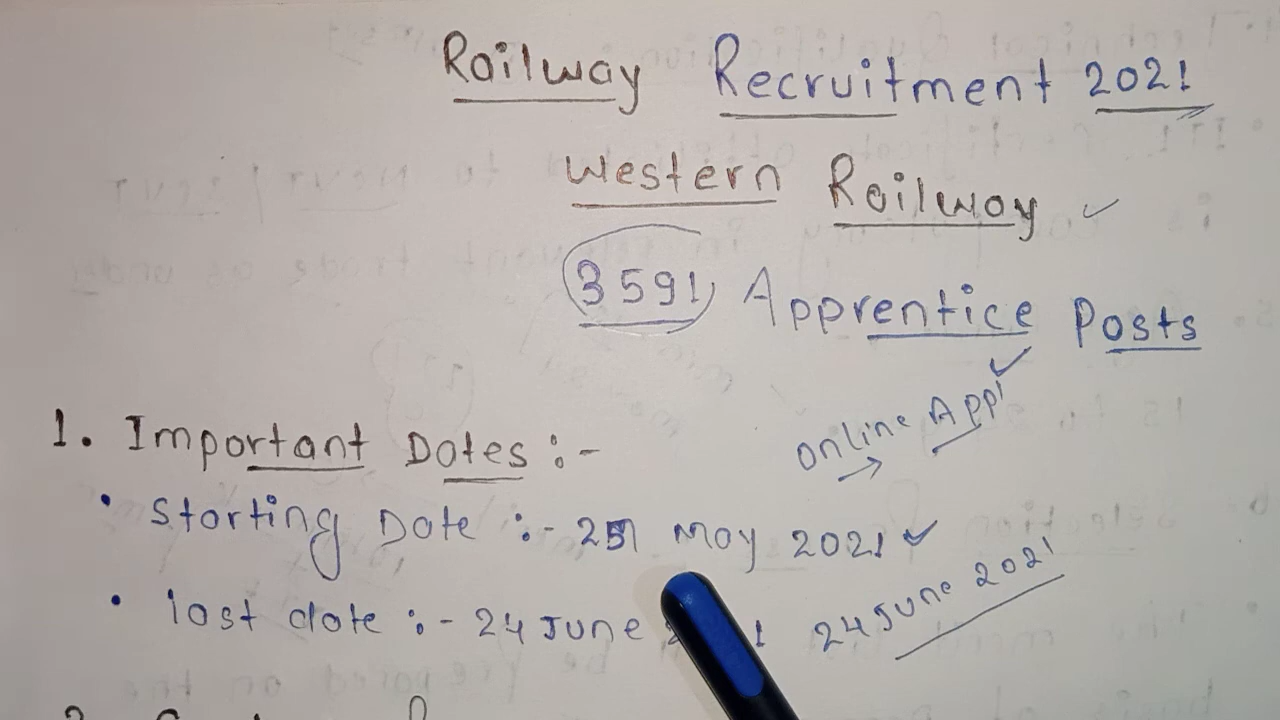 Railway Recruitment 2021
Western Railway
3591 Apprentice Posts
Online App!
1. Important Dates :-
• Starting Date :- 25 May 2021
• last date :- 24 June
24 June 2021